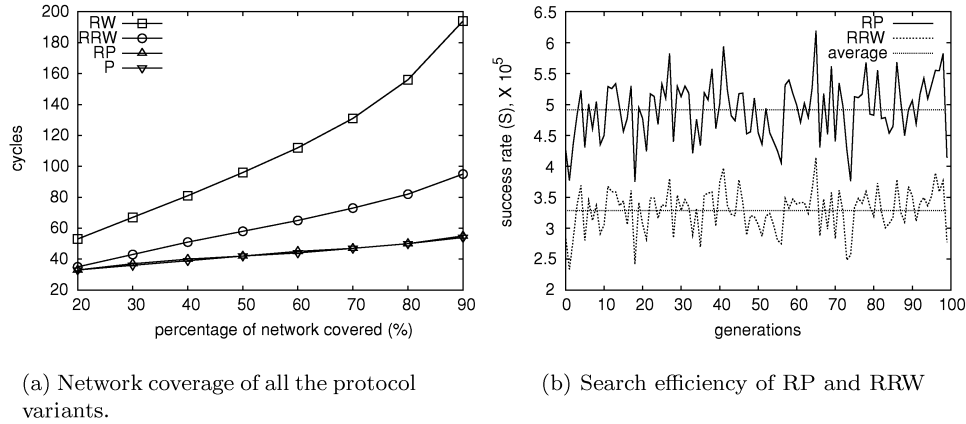 200
180
160
140
120
100
80
60
40
20
cycles
RW
RRW
RP
P
20 30 40 50 60 70 80 90
percentage of network covered (%)
(a) Network coverage of all the protocol
variants.
6.5
6
5.5
5
4.5
4
3.5
3
2.5
2
success rate (S), X 10^5
RP
RRW
average
0 10 20 30 40 50 60 70 80 90 100
generations
(b) Search efficiency of RP and RRW